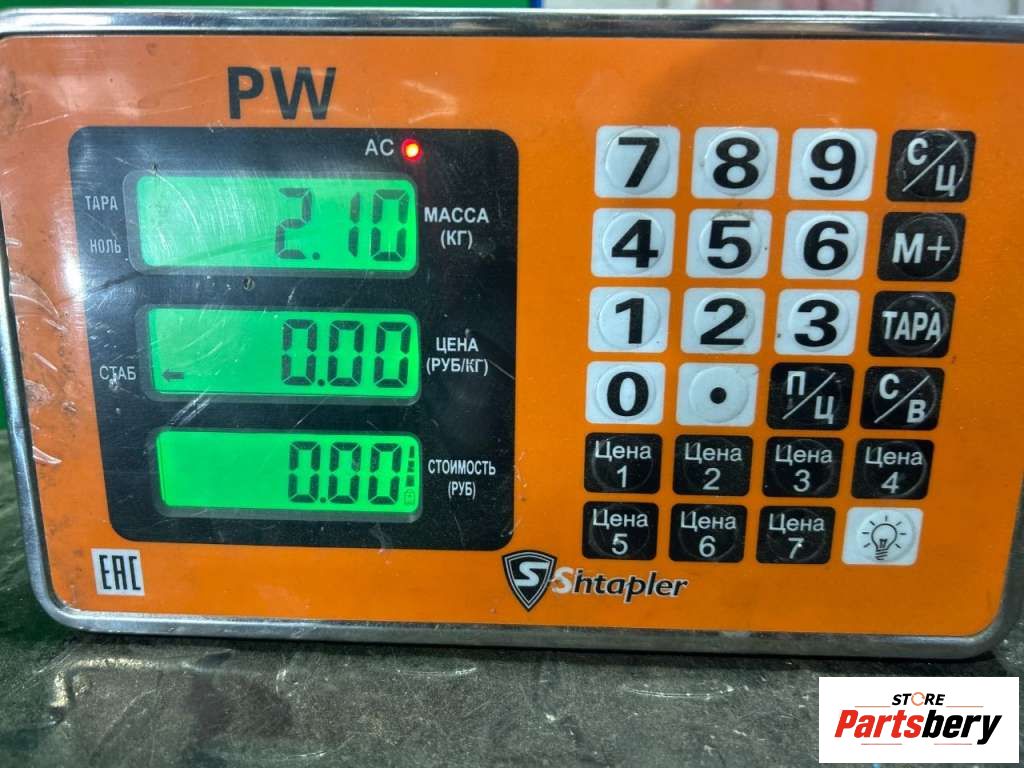 PW
AC
ТАРА
НОЛЬ
2.10
МАССА
(КГ)
СТАБ
0.00
ЦЕНА
(РУБ/КГ)
0.00
СТОИМОСТЬ
(РУБ)
7 8 9 С/Ц
4 5 6 М+
1 2 3 ТАРА
0 . П/Ц С/В
Цена 1 Цена 2 Цена 3 Цена 4
Цена 5 Цена 6 Цена 7
EAC
S Shtapler
STORE
Partsbery